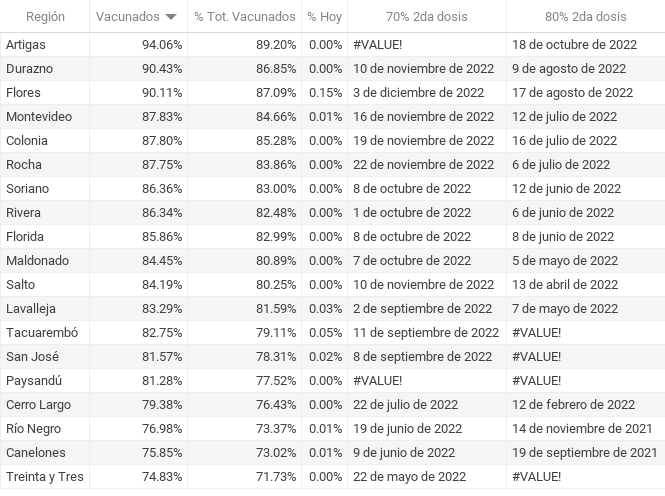 Región Vacunados % Tot. Vacunados % Hoy 70% 2da dosis 80% 2da dosis
Artigas 94.06% 89.20% 0.00% #VALUE! 18 de octubre de 2022
Durazno 90.43% 86.85% 0.00% 10 de noviembre de 2022 9 de agosto de 2022
Flores 90.11% 87.09% 0.15% 3 de diciembre de 2022 17 de agosto de 2022
Montevideo 87.83% 84.66% 0.01% 16 de noviembre de 2022 12 de julio de 2022
Colonia 87.80% 85.28% 0.00% 19 de noviembre de 2022 16 de julio de 2022
Rocha 87.75% 83.86% 0.00% 22 de noviembre de 2022 6 de julio de 2022
Soriano 86.36% 83.00% 0.00% 8 de octubre de 2022 12 de junio de 2022
Rivera 86.34% 82.48% 0.00% 1 de octubre de 2022 6 de junio de 2022
Florida 85.86% 82.99% 0.00% 8 de octubre de 2022 8 de junio de 2022
Maldonado 84.45% 80.89% 0.00% 7 de octubre de 2022 5 de mayo de 2022
Salto 84.19% 80.25% 0.00% 10 de noviembre de 2022 13 de abril de 2022
Lavalleja 83.29% 81.59% 0.03% 2 de septiembre de 2022 7 de mayo de 2022
Tacuarembó 82.75% 79.11% 0.05% 11 de septiembre de 2022 #VALUE!
San José 81.57% 78.31% 0.02% 8 de septiembre de 2022 #VALUE!
Paysandú 81.28% 77.52% 0.00% #VALUE! #VALUE!
Cerro Largo 79.38% 76.43% 0.00% 22 de julio de 2022 12 de febrero de 2022
Río Negro 76.98% 73.37% 0.01% 19 de junio de 2022 14 de noviembre de 2021
Canelones 75.85% 73.02% 0.01% 9 de junio de 2022 19 de septiembre de 2021
Treinta y Tres 74.83% 71.73% 0.00% 22 de mayo de 2022 #VALUE!